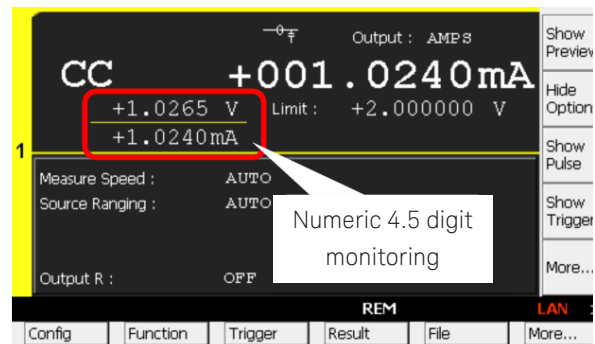 Output : AMPS
CC +001.0240mA
+1.0265 V Limit : +2.000000 V
+1.0240mA
1
Measure Speed : AUTO
Source Ranging : AUTO
Output R : OFF
Numeric 4.5 digit
monitoring
Show
Preview
Hide
Option
Show
Pulse
Show
Trigger
More...
REM LAN
Config Function Trigger Result File More...